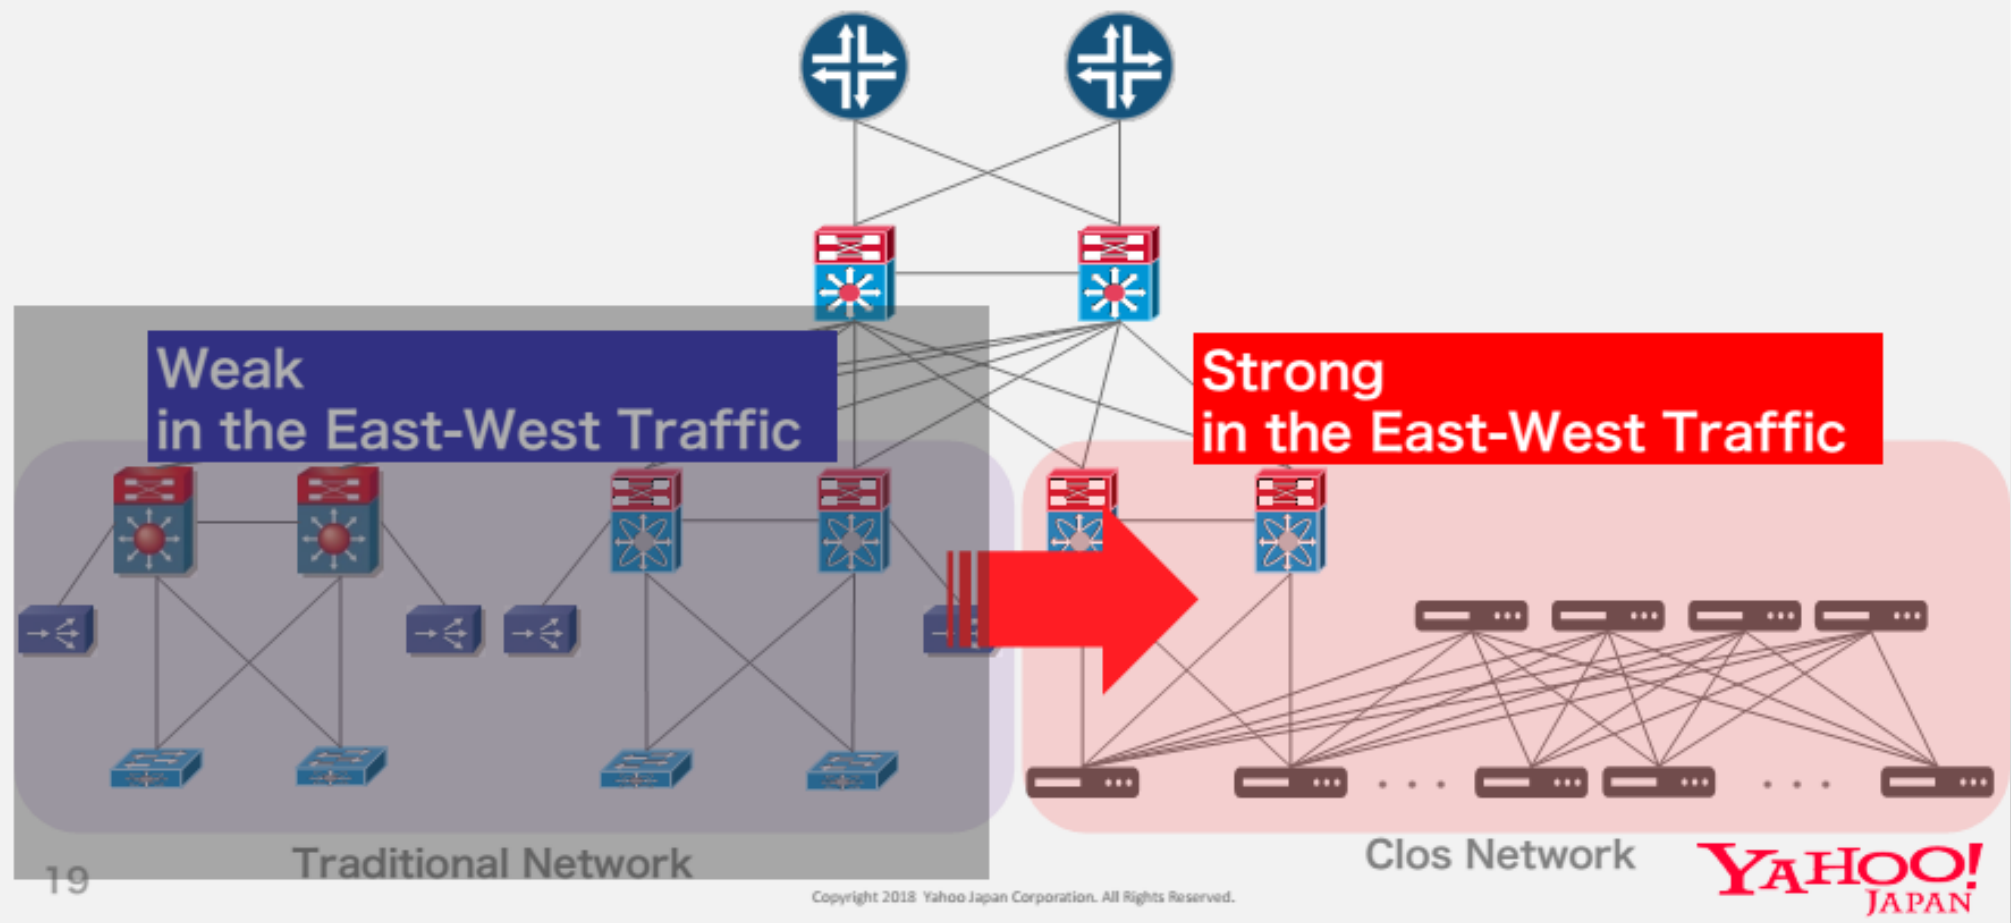 Weak
in the East-West Traffic
Strong
in the East-West Traffic
Traditional Network
Clos Network
19
Copyright 2018 Yahoo Japan Corporation. All Rights Reserved.
YAHOO!
JAPAN